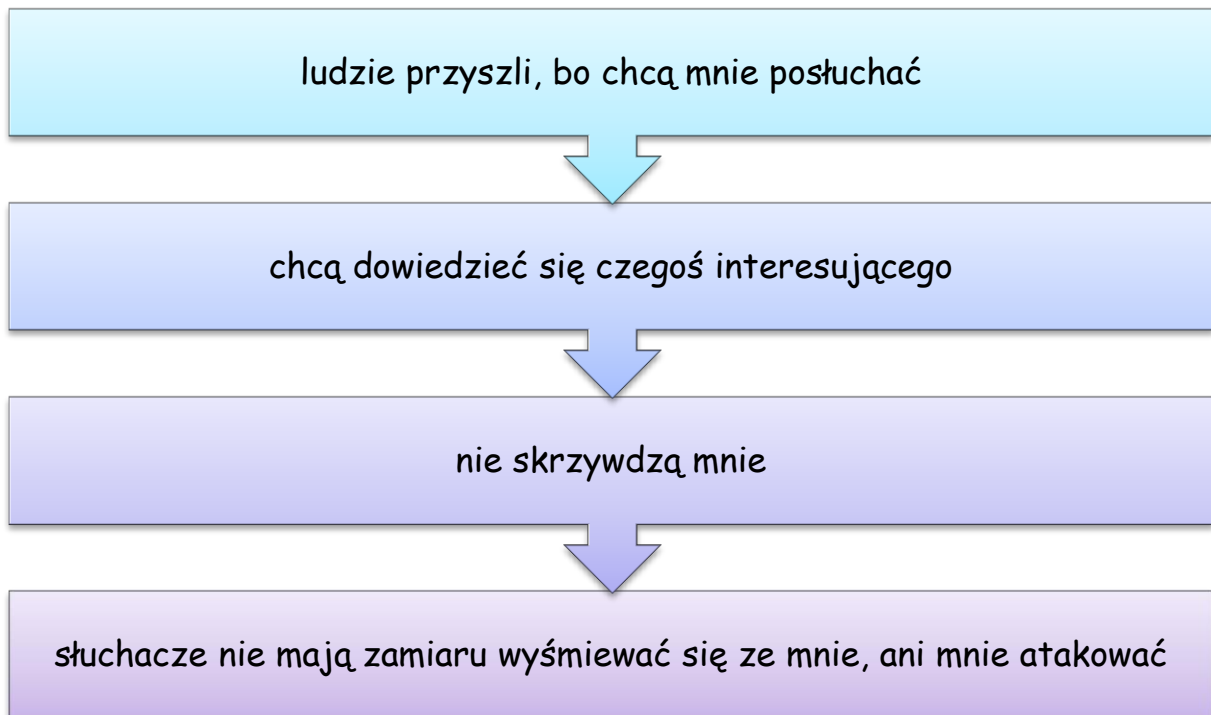 ludzie przyszli, bo chcą mnie posłuchać
chcą dowiedzieć się czegoś interesującego
nie skrzywdzą mnie
słuchacze nie mają zamiaru wyśmiewać się ze mnie, ani mnie atakować